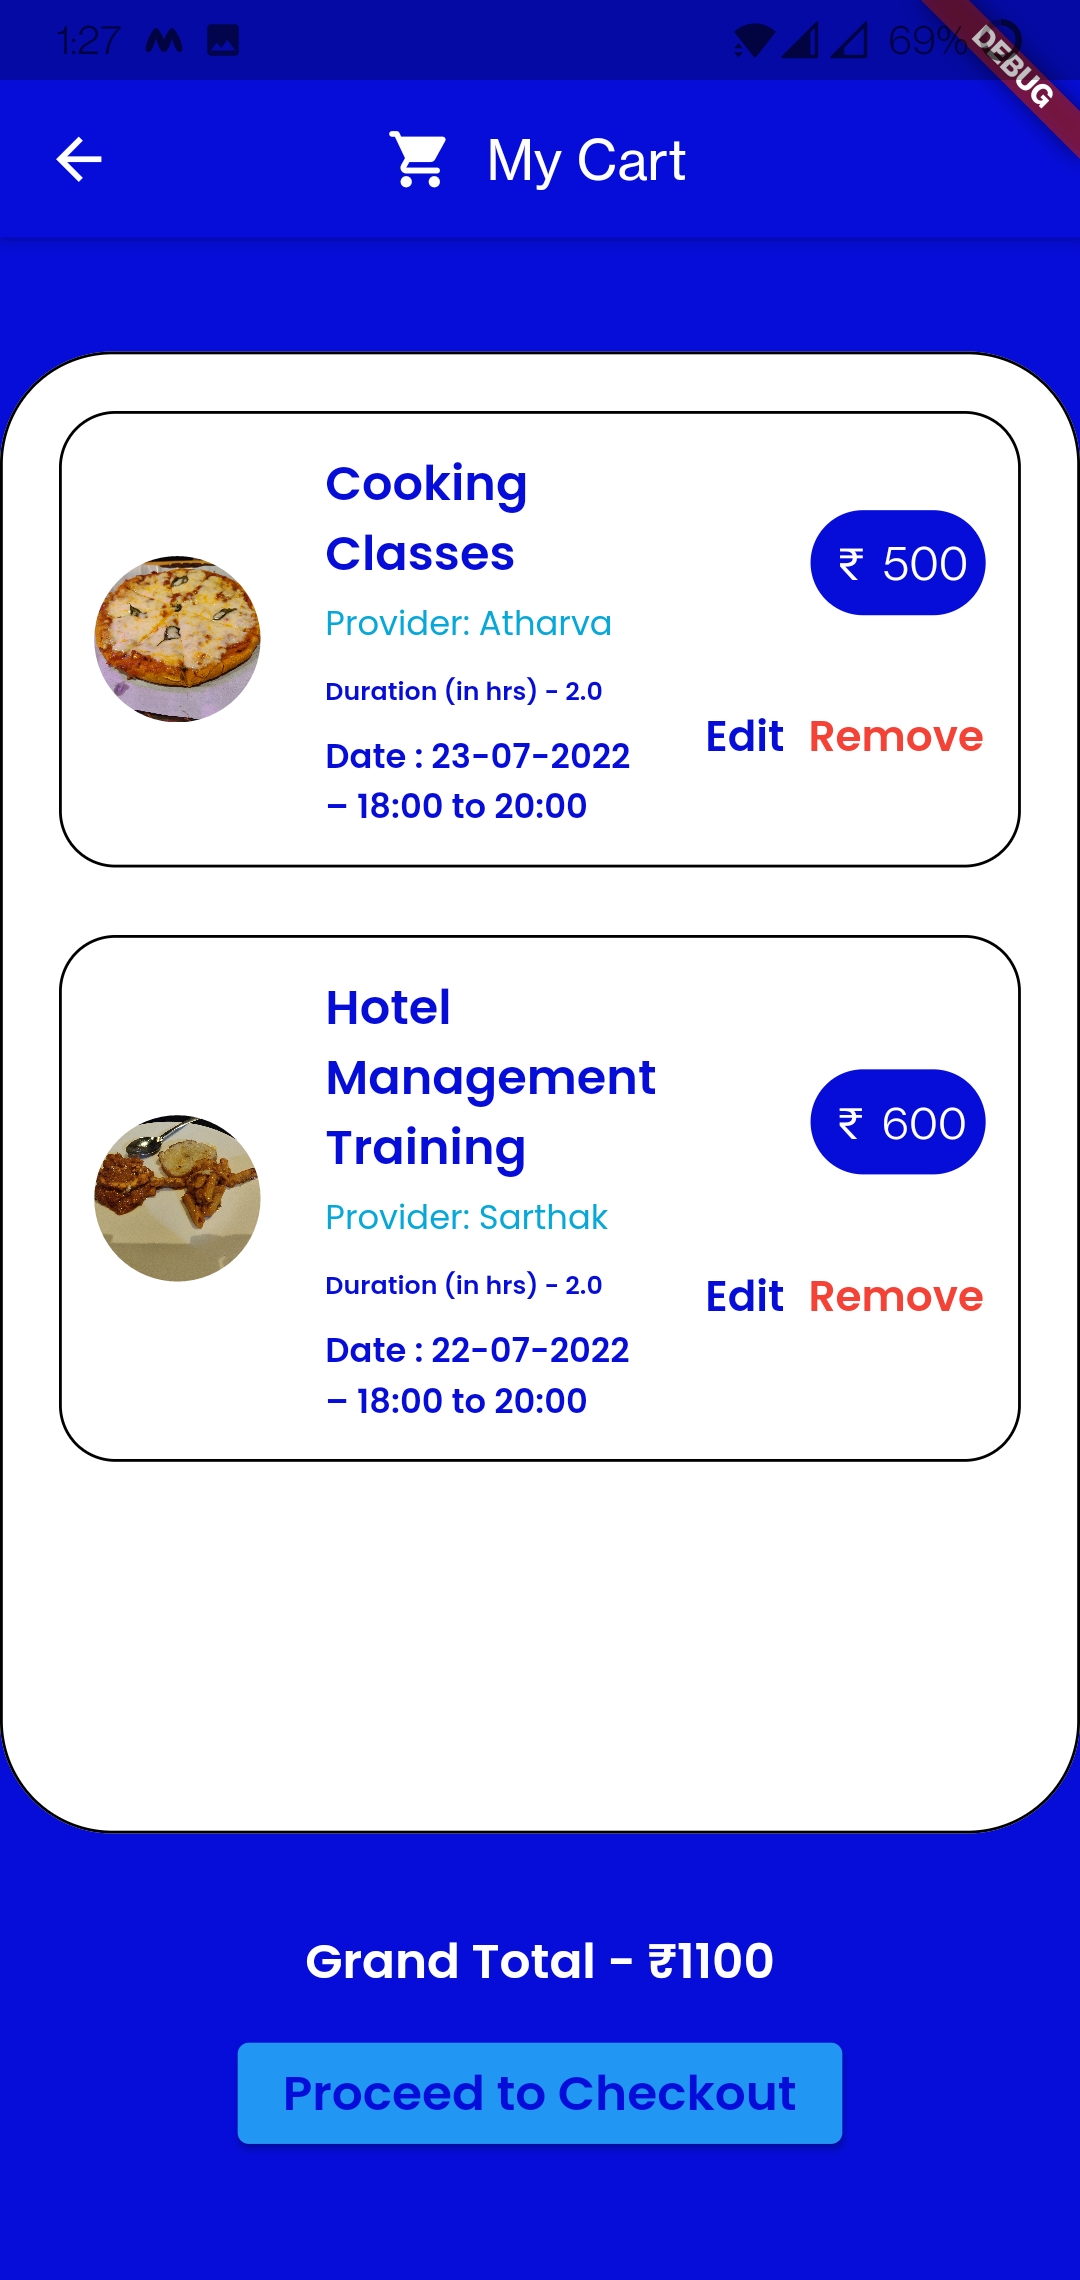 1:27
69%
DEBUG
My Cart
Cooking
Classes
Provider: Atharva
Duration (in hrs) - 2.0
Date : 23-07-2022
– 18:00 to 20:00
₹ 500
Edit Remove
Hotel
Management
Training
Provider: Sarthak
Duration (in hrs) - 2.0
Date : 22-07-2022
– 18:00 to 20:00
₹ 600
Edit Remove
Grand Total - ₹1100
Proceed to Checkout